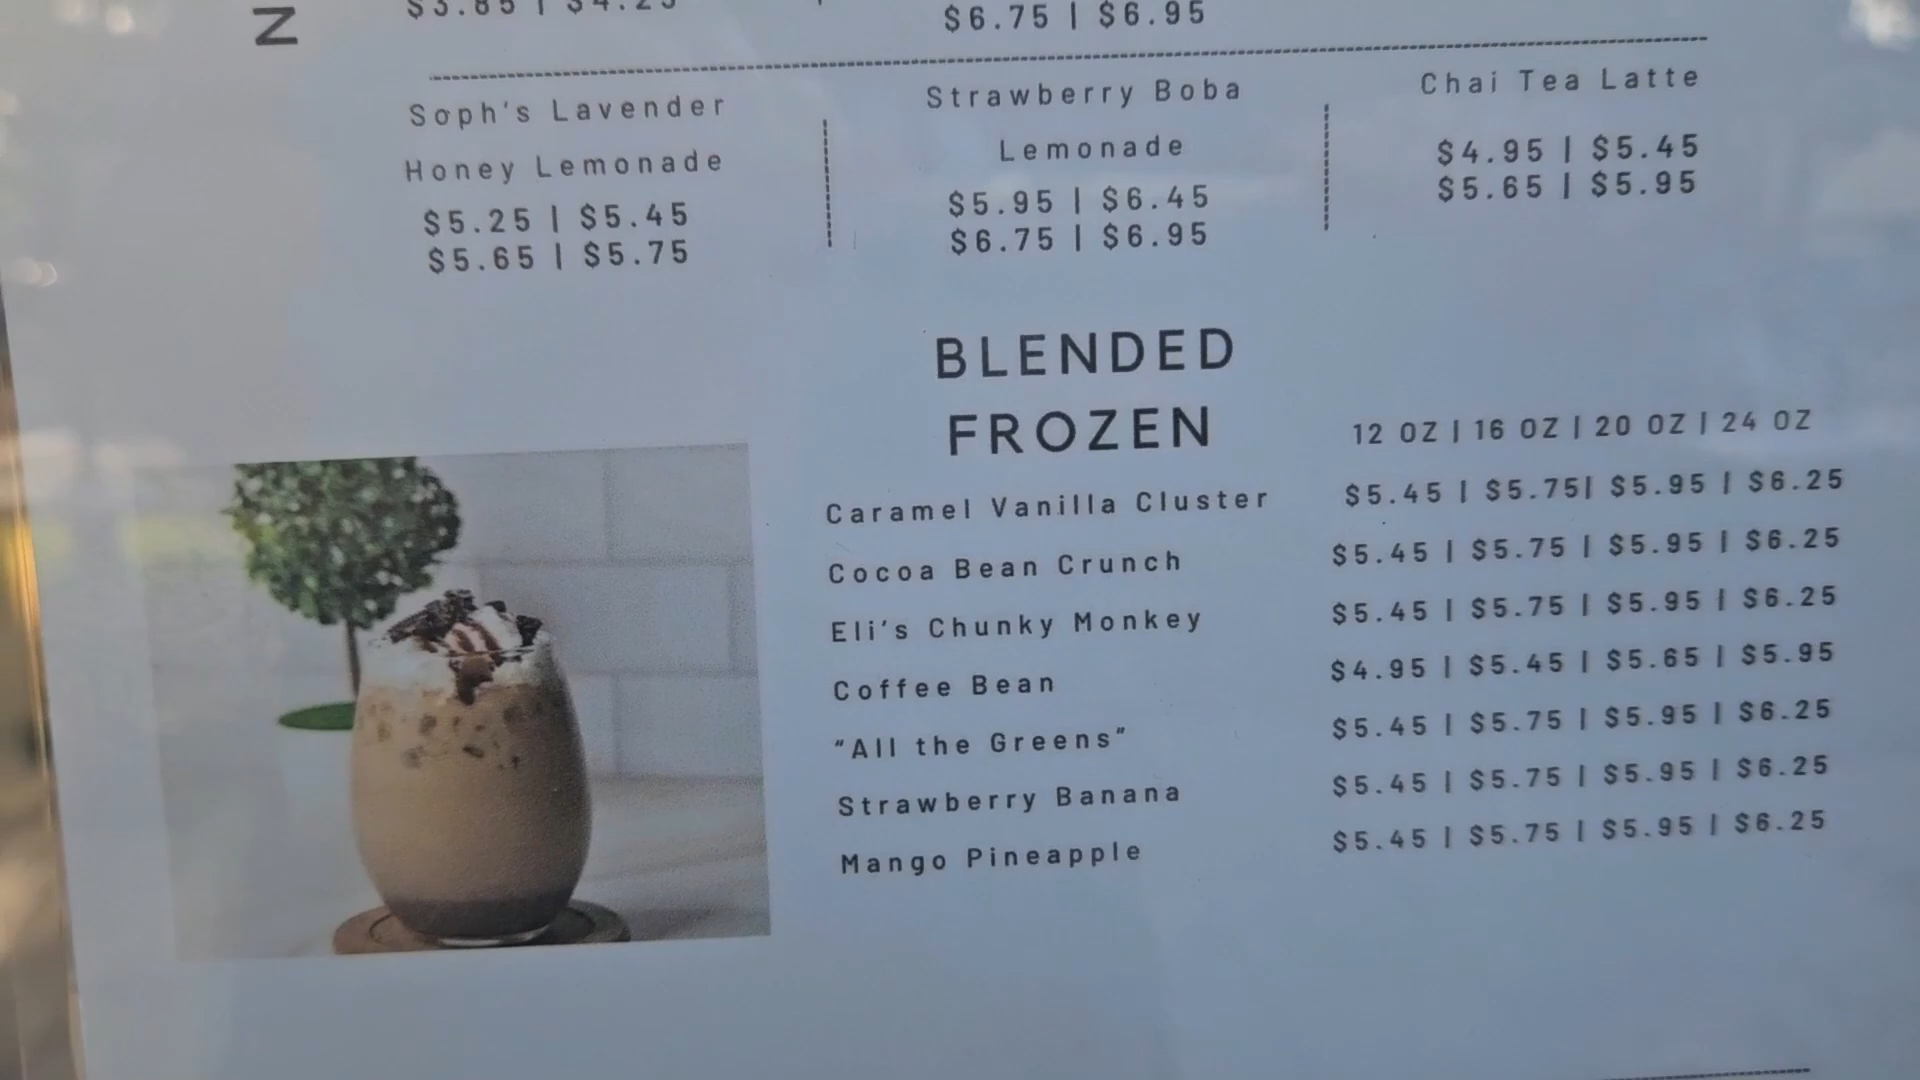 Z
$3.85 | $4.25
$6.75 | $6.95
Soph's Lavender
Honey Lemonade
$5.25 | $5.45
$5.65 | $5.75
Strawberry Boba
Lemonade
$5.95 | $6.45
$6.75 | $6.95
Chai Tea Latte
$4.95 | $5.45
$5.65 | $5.95
BLENDED
FROZEN
12 OZ | 16 OZ | 20 OZ | 24 OZ
Caramel Vanilla Cluster $5.45 | $5.75| $5.95 | $6.25
Cocoa Bean Crunch $5.45 | $5.75 | $5.95 | $6.25
Eli's Chunky Monkey $5.45 | $5.75 | $5.95 | $6.25
Coffee Bean $4.95 | $5.45 | $5.65 | $5.95
“All the Greens” $5.45 | $5.75 | $5.95 | $6.25
Strawberry Banana $5.45 | $5.75 | $5.95 | $6.25
Mango Pineapple $5.45 | $5.75 | $5.95 | $6.25